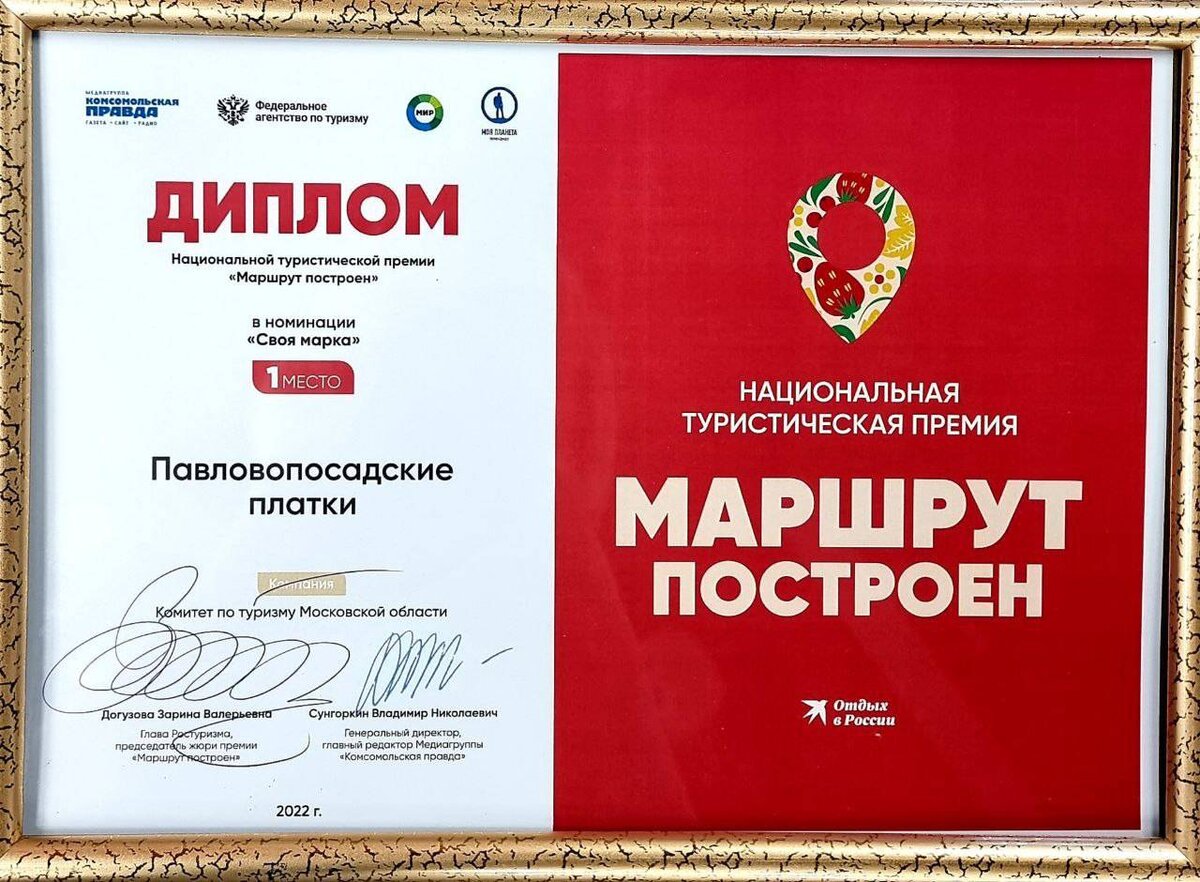 МЕДИАГРУППА
КОМСОМОЛЬСКАЯ
ПРАВДА
ГАЗЕТА • САЙТ • РАДИО
Федеральное
агентство по туризму
МИР
МОЯ ПЛАНЕТА
ДИПЛОМ
Национальной туристической премии
«Маршрут построен»
в номинации
«Своя марка»
1 МЕСТО
Павловопосадские
платки
Компания
Комитет по туризму Московской области
Догузова Зарина Валерьевна
Глава Ростуризма,
председатель жюри премии
«Маршрут построен»
Сунгоркин Владимир Николаевич
Генеральный директор,
главный редактор Медиагруппы
«Комсомольская правда»
2022 г.
НАЦИОНАЛЬНАЯ
ТУРИСТИЧЕСКАЯ ПРЕМИЯ
МАРШРУТ
ПОСТРОЕН
Отдых
в России